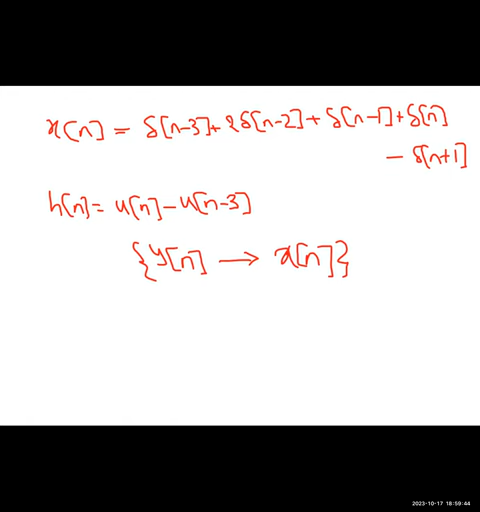 x[n] = δ[n-3]+ 2δ[n-2]+ δ[n-1]+δ[n]
- δ[n+1]
h[n]= u[n]-u[n-3]
{y[n] → x[n]}
2023-10-17 18:59:44